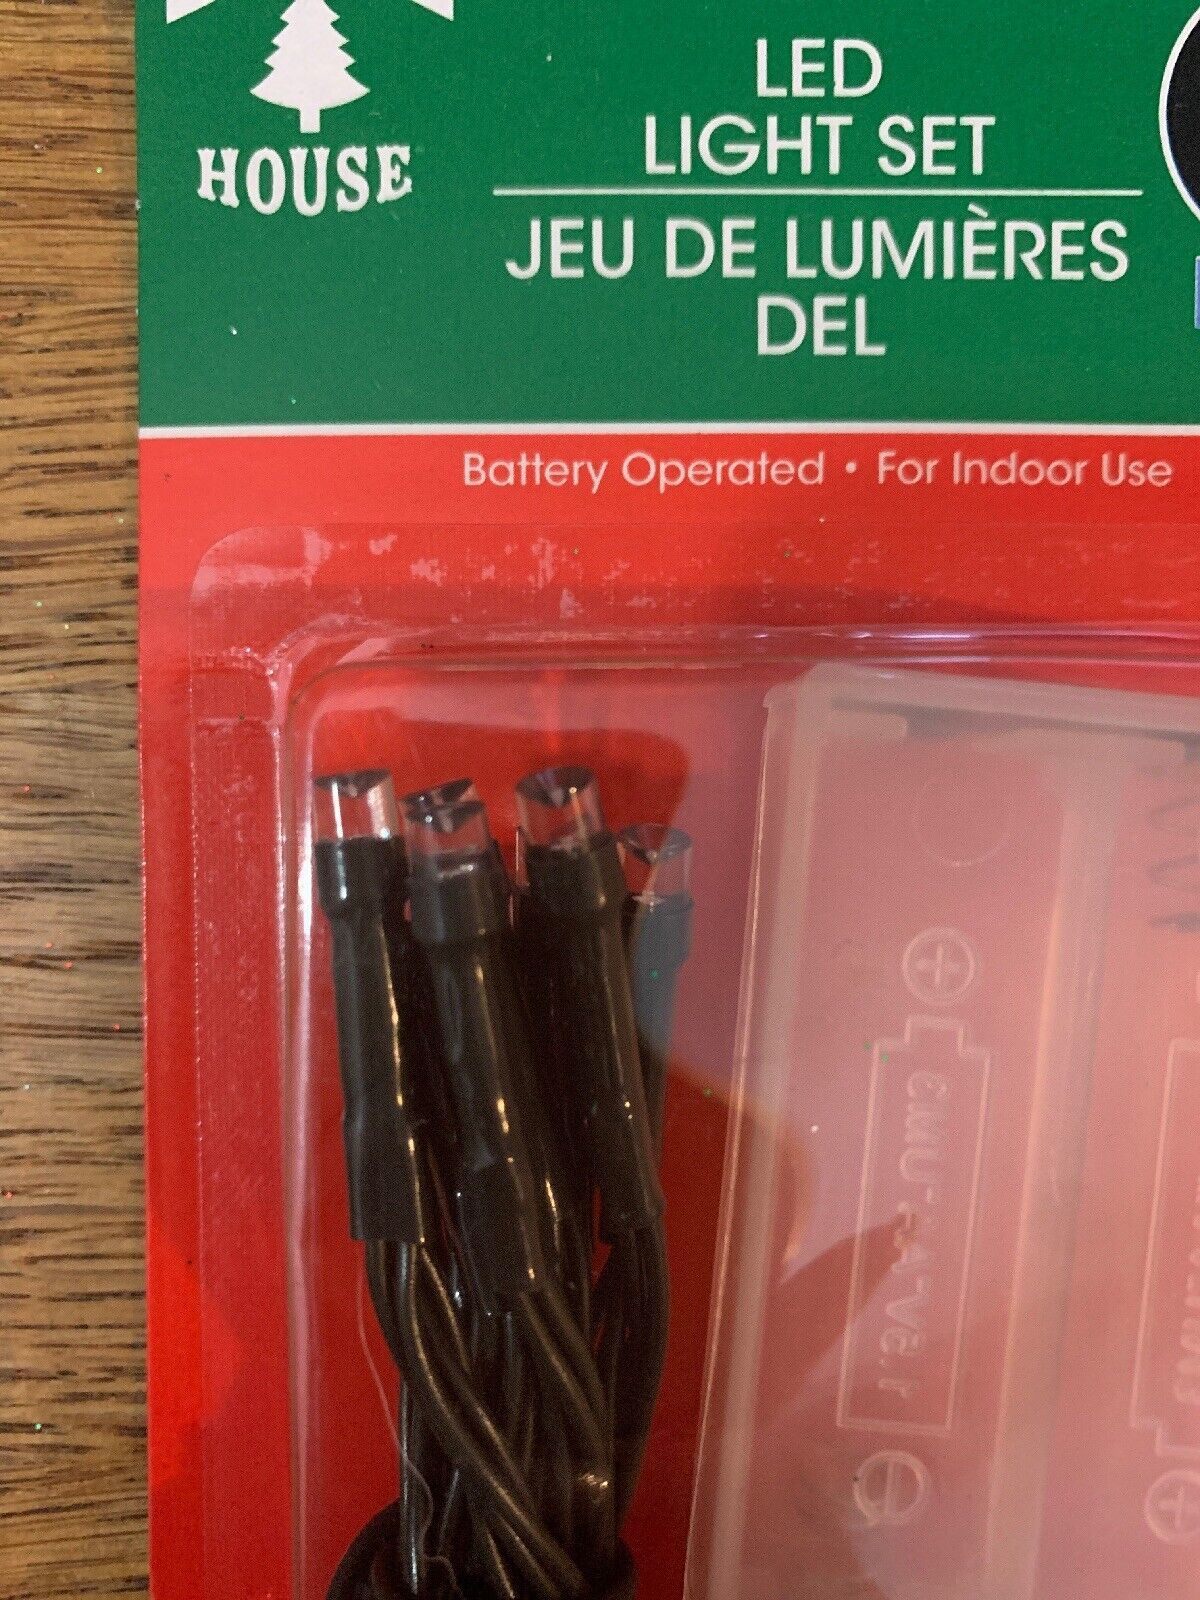 HOUSE
LED
LIGHT SET
JEU DE LUMIÈRES
DEL
Battery Operated • For Indoor Use